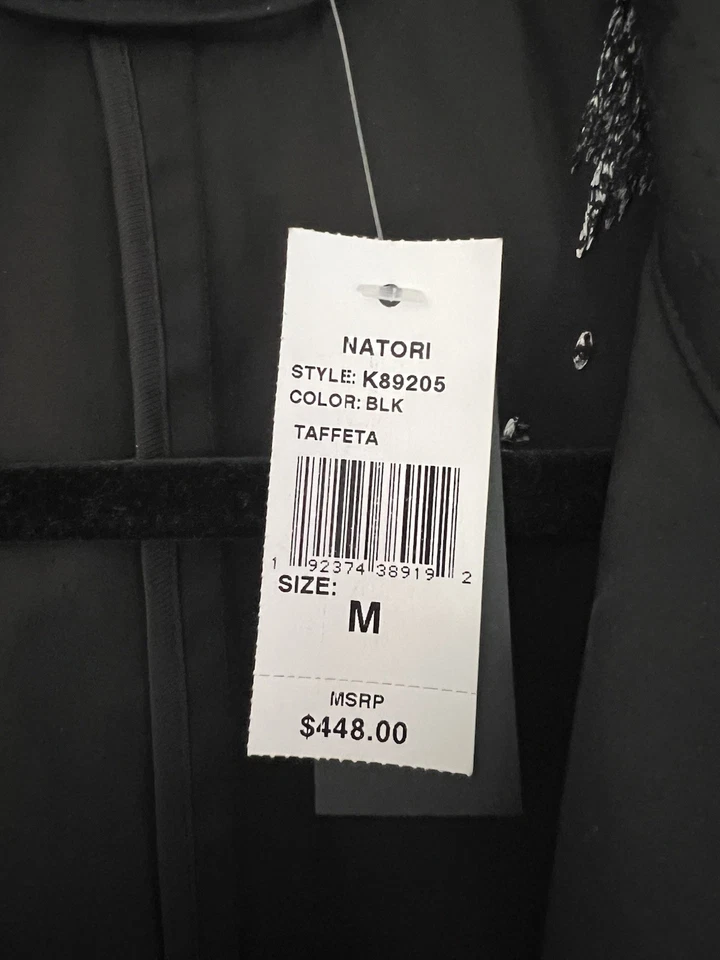 NATORI
STYLE: K89205
COLOR: BLK
TAFFETA
1 92374 38919 2
SIZE:
M
MSRP
$448.00